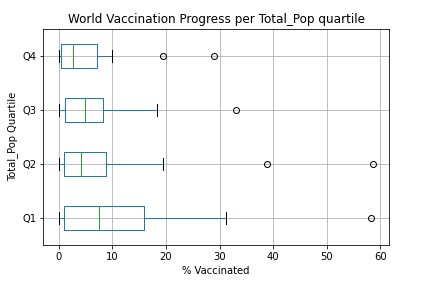 World Vaccination Progress per Total_Pop quartile
Total_Pop Quartile
Q4
Q3
Q2
Q1
0 10 20 30 40 50 60
% Vaccinated